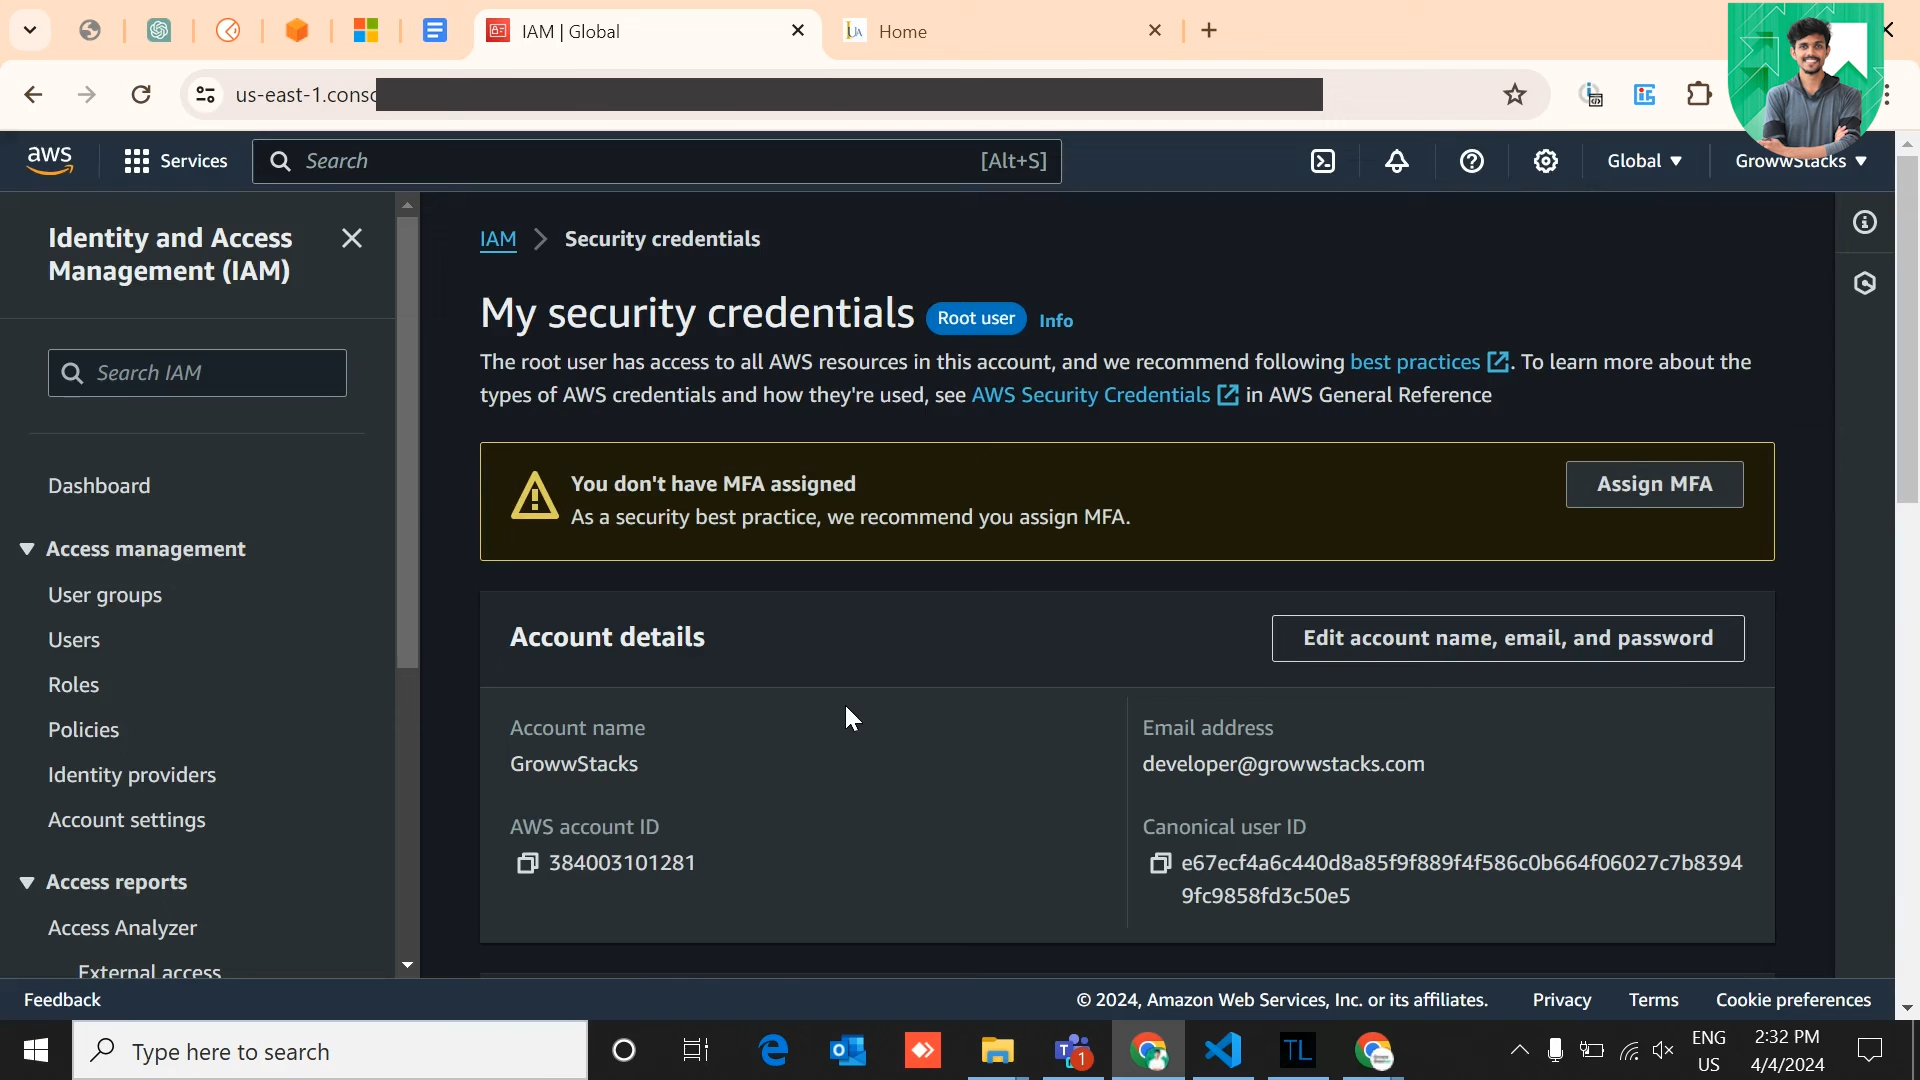 IAM | Global
Home
us-east-1.consc
aws
Services
Search
[Alt+S]
Global
GrowwStacks
Identity and Access
Management (IAM)
Search IAM
Dashboard
Access management
User groups
Users
Roles
Policies
Identity providers
Account settings
Access reports
Access Analyzer
External access
IAM
Security credentials
My security credentials
Root user
Info
The root user has access to all AWS resources in this account, and we recommend following best practices. To learn more about the
types of AWS credentials and how they're used, see AWS Security Credentials in AWS General Reference
You don't have MFA assigned
As a security best practice, we recommend you assign MFA.
Assign MFA
Account details
Edit account name, email, and password
Account name
GrowwStacks
Email address
developer@growwstacks.com
AWS account ID
384003101281
Canonical user ID
e67ecf4a6c440d8a85f9f889f4f586c0b664f06027c7b8394
9fc9858fd3c50e5
Feedback
© 2024, Amazon Web Services, Inc. or its affiliates.
Privacy
Terms
Cookie preferences
Type here to search
1
TL
ENG
US
2:32 PM
4/4/2024